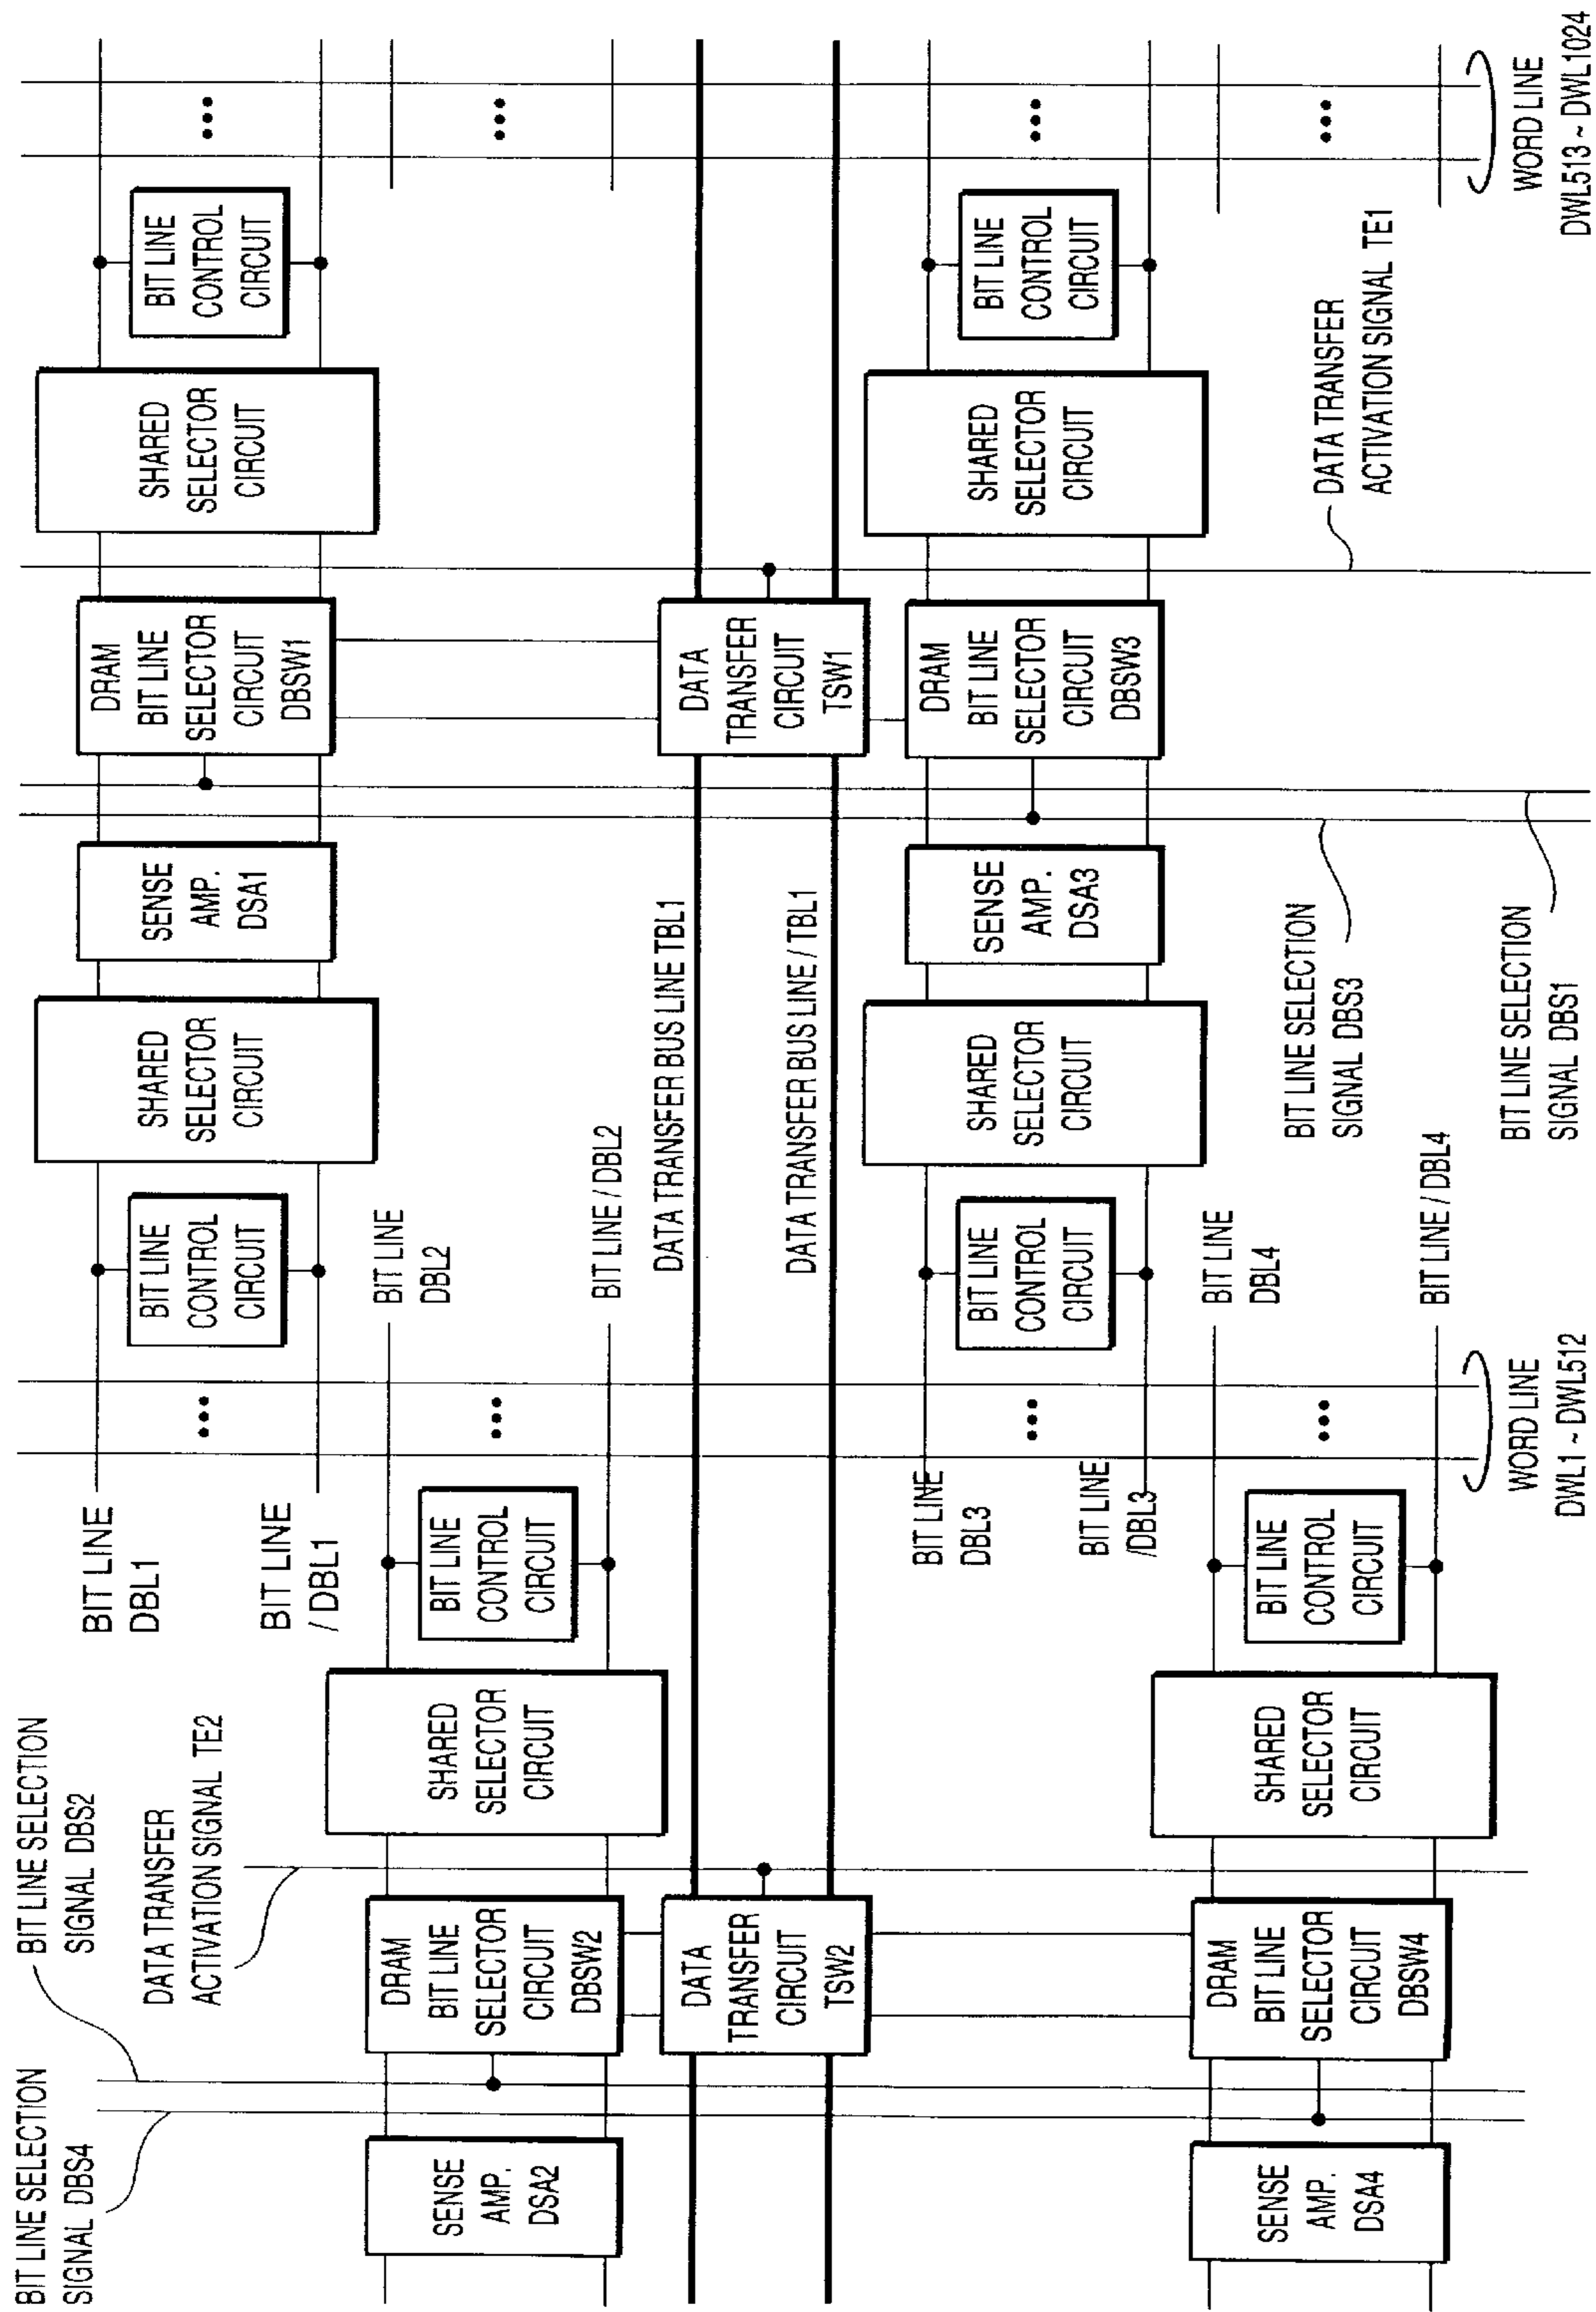 BIT LINE SELECTION
SIGNAL DBS4
BIT LINE SELECTION
SIGNAL DBS2
DATA TRANSFER
ACTIVATION SIGNAL TE2
BIT LINE
DBL1
BIT LINE
/ DBL1
BIT LINE
CONTROL
CIRCUIT
SHARED
SELECTOR
CIRCUIT
SENSE
AMP.
DSA1
DRAM
BIT LINE
SELECTOR
CIRCUIT
DBSW1
SHARED
SELECTOR
CIRCUIT
BIT LINE
CONTROL
CIRCUIT
SENSE
AMP.
DSA2
DRAM
BIT LINE
SELECTOR
CIRCUIT
DBSW2
SHARED
SELECTOR
CIRCUIT
BIT LINE
CONTROL
CIRCUIT
BIT LINE
DBL2
BIT LINE / DBL2
DATA TRANSFER BUS LINE TBL1
DATA TRANSFER BUS LINE / TBL1
DATA
TRANSFER
CIRCUIT
TSW2
DATA
TRANSFER
CIRCUIT
TSW1
BIT LINE
DBL3
BIT LINE
/DBL3
BIT LINE
CONTROL
CIRCUIT
SHARED
SELECTOR
CIRCUIT
SENSE
AMP.
DSA3
DRAM
BIT LINE
SELECTOR
CIRCUIT
DBSW3
SHARED
SELECTOR
CIRCUIT
BIT LINE
CONTROL
CIRCUIT
SENSE
AMP.
DSA4
DRAM
BIT LINE
SELECTOR
CIRCUIT
DBSW4
SHARED
SELECTOR
CIRCUIT
BIT LINE
CONTROL
CIRCUIT
BIT LINE
DBL4
BIT LINE / DBL4
BIT LINE SELECTION
SIGNAL DBS3
DATA TRANSFER
ACTIVATION SIGNAL TE1
WORD LINE
DWL1 ~ DWL512
BIT LINE SELECTION
SIGNAL DBS1
WORD LINE
DWL513 ~ DWL1024